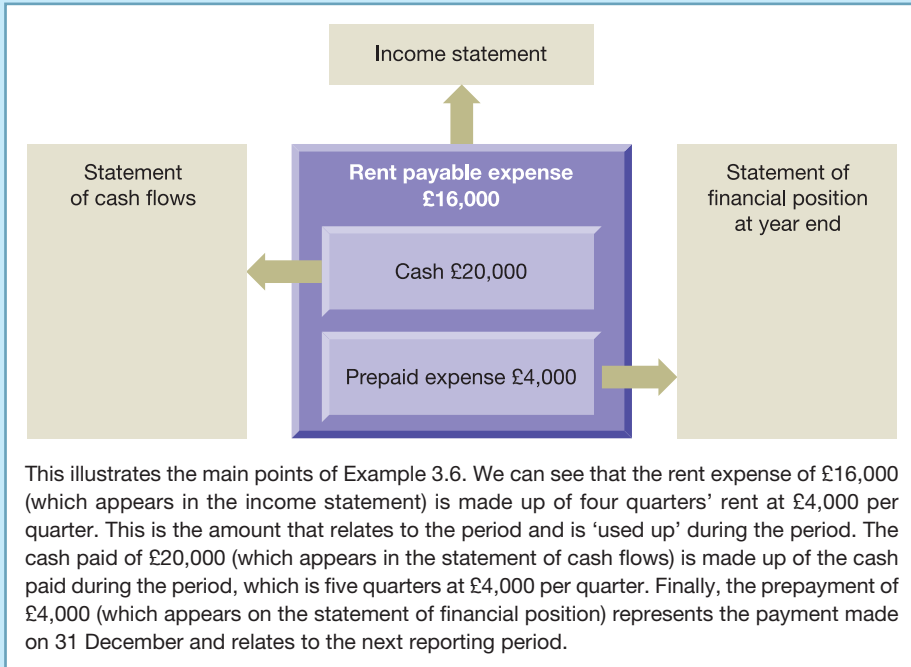 Income statement
Statement
of cash flows
Rent payable expense
£16,000
Cash £20,000
Prepaid expense £4,000
Statement of
financial position
at year end
This illustrates the main points of Example 3.6. We can see that the rent expense of £16,000
(which appears in the income statement) is made up of four quarters’ rent at £4,000 per
quarter. This is the amount that relates to the period and is ‘used up’ during the period. The
cash paid of £20,000 (which appears in the statement of cash flows) is made up of the cash
paid during the period, which is five quarters at £4,000 per quarter. Finally, the prepayment of
£4,000 (which appears on the statement of financial position) represents the payment made
on 31 December and relates to the next reporting period.